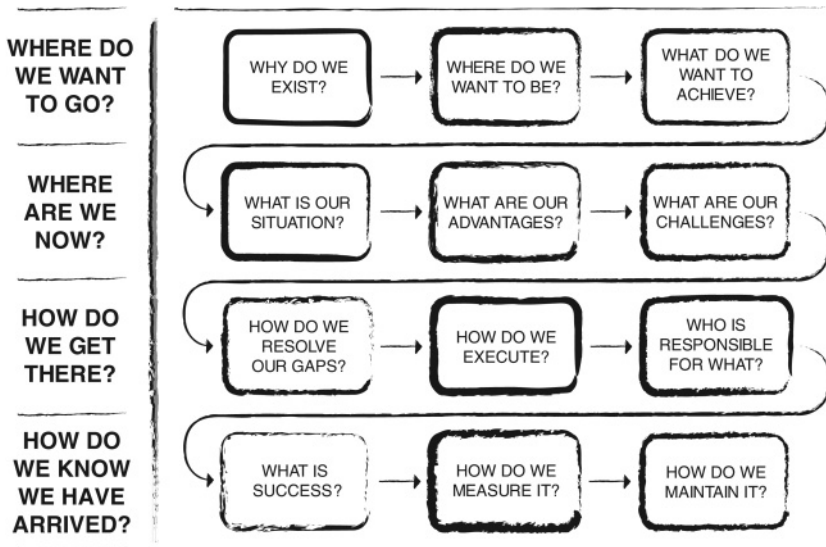 WHERE DO
WE WANT
TO GO?
WHY DO WE
EXIST?
WHERE DO WE
WANT TO BE?
WHAT DO WE
WANT TO
ACHIEVE?
WHERE
ARE WE
NOW?
WHAT IS OUR
SITUATION?
WHAT ARE OUR
ADVANTAGES?
WHAT ARE OUR
CHALLENGES?
HOW DO
WE GET
THERE?
HOW DO WE
RESOLVE
OUR GAPS?
HOW DO WE
EXECUTE?
WHO IS
RESPONSIBLE
FOR WHAT?
HOW DO
WE KNOW
WE HAVE
ARRIVED?
WHAT IS
SUCCESS?
HOW DO WE
MEASURE IT?
HOW DO WE
MAINTAIN IT?